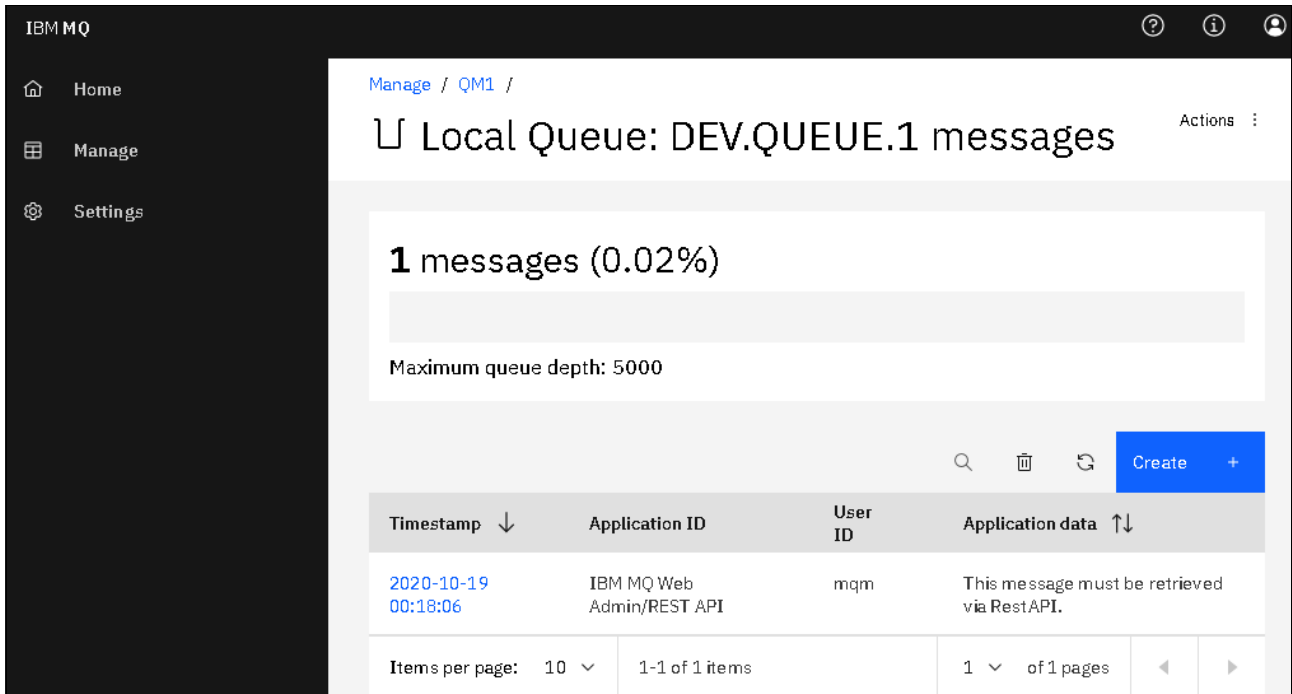 IBM MQ
Home
Manage
Settings
Manage / QM1 /
Local Queue: DEV.QUEUE.1 messages
Actions
1 messages (0.02%)
Maximum queue depth: 5000
Create +
Timestamp Application ID User ID Application data
2020-10-19 00:18:06 IBM MQ Web Admin/REST API mqm This message must be retrieved via RestAPI.
Items per page: 10 1-1 of 1 items 1 of 1 pages